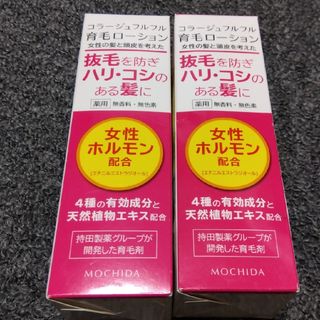 コラージュフルフル
育毛ローション
女性の髪と頭皮を考えた
抜毛を防ぎ
ハリ・コシの
ある髪に
薬用 無香料・無色素
女性
ホルモン
配合
(エチニルエストラジオール)
4種の有効成分と
天然植物エキス配合
持田製薬グループが
開発した育毛剤
MOCHIDA
コラージュフルフル
育毛ローション
女性の髪と頭皮を考えた
抜毛を防ぎ
ハリ・コシの
ある髪に
薬用 無香料・無色素
女性
ホルモン
配合
(エチニルエストラジオール)
4種の有効成分と
天然植物エキス配合
持田製薬グループが
開発した育毛剤
MOCHIDA